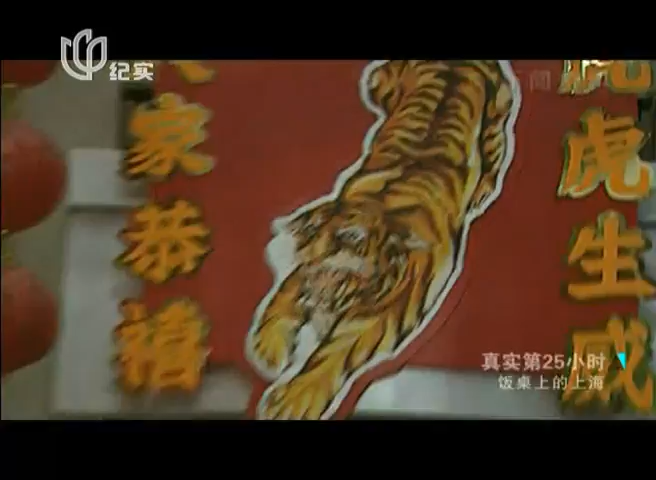 纪实
家恭禧
虎生威
真实第25小时
饭桌上的上海